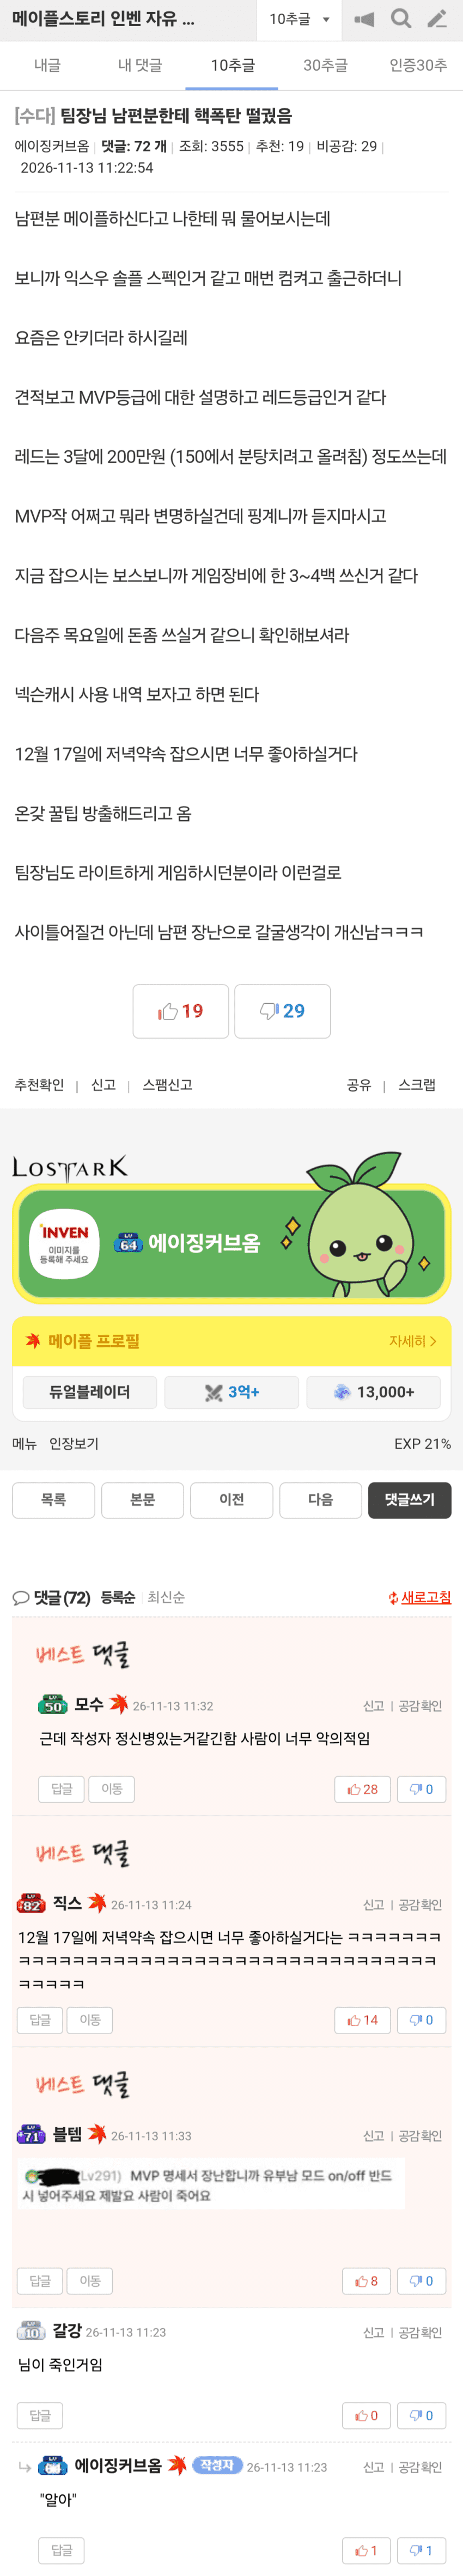 메이플스토리 인벤 자유 ...
10추글 ▼
내글 내 댓글 10추글 30추글 인증30추
[수다] 팀장님 남편분한테 핵폭탄 떨궜음
에이징커브옴 | 댓글: 72 개 | 조회: 3555 | 추천: 19 | 비공감: 29 |
2026-11-13 11:22:54
남편분 메이플하신다고 나한테 뭐 물어보시는데
보니까 익스우 솔플 스펙인거 같고 매번 컴켜고 출근하더니
요즘은 안키더라 하시길레
견적보고 MVP등급에 대한 설명하고 레드등급인거 같다
레드는 3달에 200만원 (150에서 분탕치려고 올려침) 정도쓰는데
MVP작 어쩌고 뭐라 변명하실건데 핑계니까 듣지마시고
지금 잡으시는 보스보니까 게임장비에 한 3~4백 쓰신거 같다
다음주 목요일에 돈좀 쓰실거 같으니 확인해보셔라
넥슨캐시 사용 내역 보자고 하면 된다
12월 17일에 저녁약속 잡으시면 너무 좋아하실거다
온갖 꿀팁 방출해드리고 옴
팀장님도 라이트하게 게임하시던분이라 이런걸로
사이틀어질건 아닌데 남편 장난으로 갈굴생각이 개신남ㅋㅋㅋ
19 29
추천확인 | 신고 | 스팸신고 공유 | 스크랩
LOSTARK
INVEN
이미지를
등록해 주세요
LV 64 에이징커브옴
메이플 프로필 자세히 >
듀얼블레이더 3억+ 13,000+
메뉴 인장보기 EXP 21%
목록 본문 이전 다음 댓글쓰기
댓글 (72) 등록순 | 최신순 새로고침
베스트 댓글
LV 50 모수 26-11-13 11:32 신고 | 공감 확인
근데 작성자 정신병있는거같긴함 사람이 너무 악의적임
답글 이동 28 0
베스트 댓글
LV 82 직스 26-11-13 11:24 신고 | 공감 확인
12월 17일에 저녁약속 잡으시면 너무 좋아하실거다는 ㅋㅋㅋㅋㅋㅋㅋ
ㅋㅋㅋㅋㅋㅋㅋㅋㅋㅋㅋㅋㅋㅋㅋㅋㅋㅋㅋㅋㅋㅋㅋㅋㅋㅋㅋㅋㅋㅋㅋ
ㅋㅋㅋㅋㅋ
답글 이동 14 0
베스트 댓글
LV 71 블템 26-11-13 11:33 신고 | 공감 확인
Lv291) MVP 명세서 장난합니까 유부남 모드 on/off 반드
시 넣어주세요 제발요 사람이 죽어요
답글 이동 8 0
LV 10 갈강 26-11-13 11:23 신고 | 공감 확인
님이 죽인거임
답글 0 0
LV 에이징커브옴 작성자 26-11-13 11:23 신고 | 공감 확인
"알아"
답글 1 1